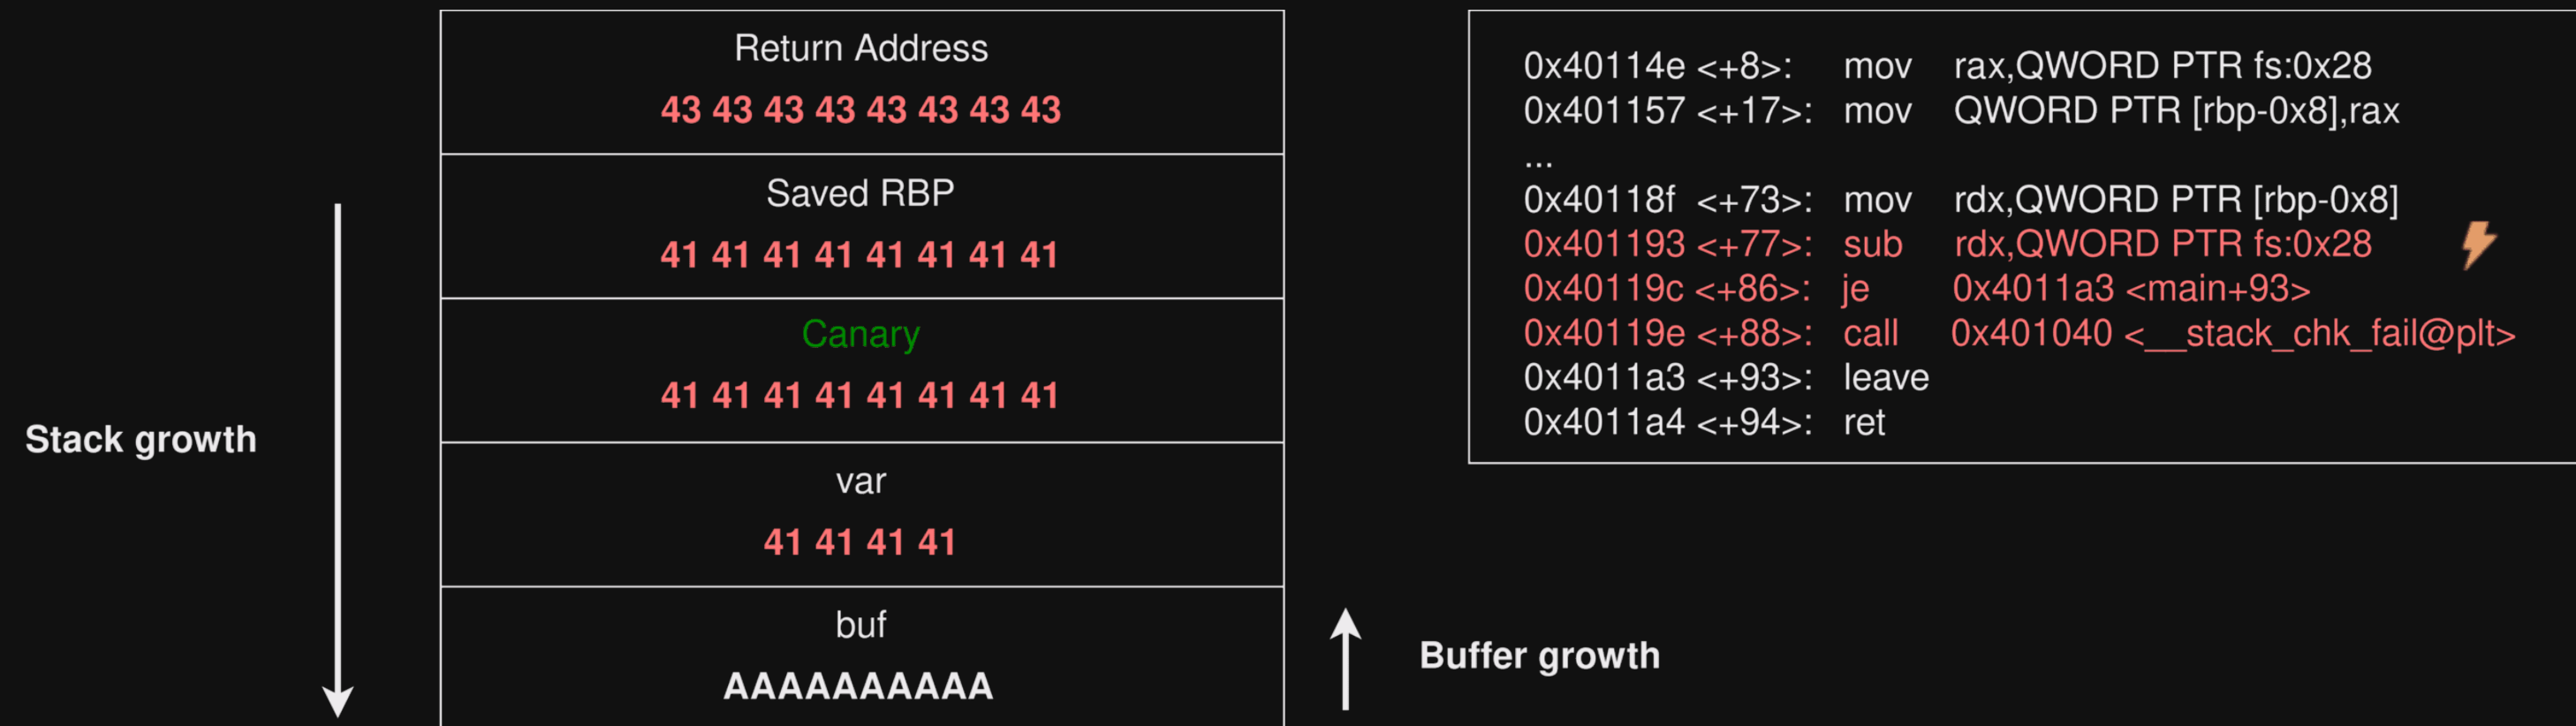 Stack growth
Return Address
43 43 43 43 43 43 43 43
Saved RBP
41 41 41 41 41 41 41 41
Canary
41 41 41 41 41 41 41 41
var
41 41 41 41
buf
AAAAAAAAAA
Buffer growth
0x40114e <+8>: mov rax,QWORD PTR fs:0x28
0x401157 <+17>: mov QWORD PTR [rbp-0x8],rax
...
0x40118f <+73>: mov rdx,QWORD PTR [rbp-0x8]
0x401193 <+77>: sub rdx,QWORD PTR fs:0x28
0x40119c <+86>: je 0x4011a3 <main+93>
0x40119e <+88>: call 0x401040 <__stack_chk_fail@plt>
0x4011a3 <+93>: leave
0x4011a4 <+94>: ret